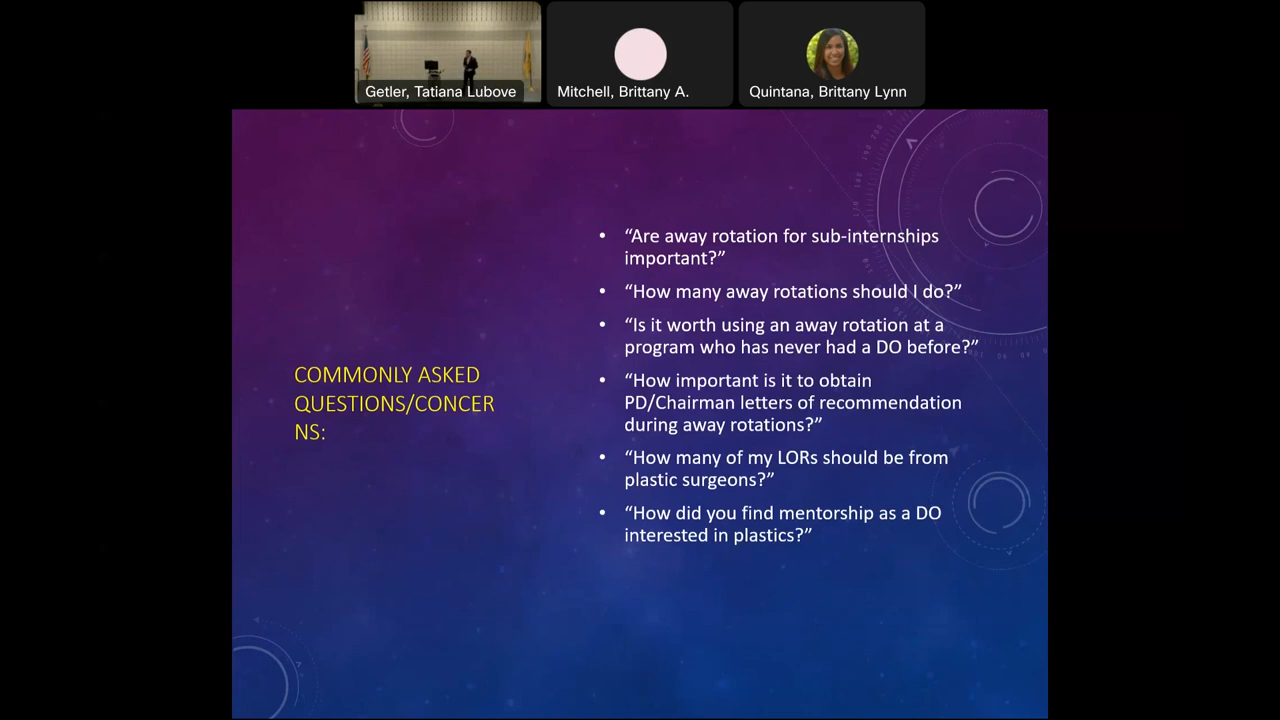 Getler, Tatiana Lubove
Mitchell, Brittany A.
Quintana, Brittany Lynn
COMMONLY ASKED
QUESTIONS/CONCER
NS:
• “Are away rotation for sub-internships
important?”
• “How many away rotations should I do?”
• “Is it worth using an away rotation at a
program who has never had a DO before?”
• “How important is it to obtain
PD/Chairman letters of recommendation
during away rotations?”
• “How many of my LORs should be from
plastic surgeons?”
• “How did you find mentorship as a DO
interested in plastics?”